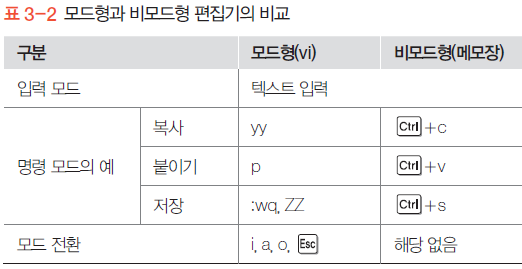 표 3-2 모드형과 비모드형 편집기의 비교
구분 모드형(vi) 비모드형(메모장)
입력 모드 텍스트 입력
명령 모드의 예 복사 yy Ctrl+c
붙이기 p Ctrl+v
저장 :wq, ZZ Ctrl+s
모드 전환 i, a, o, Esc 해당 없음